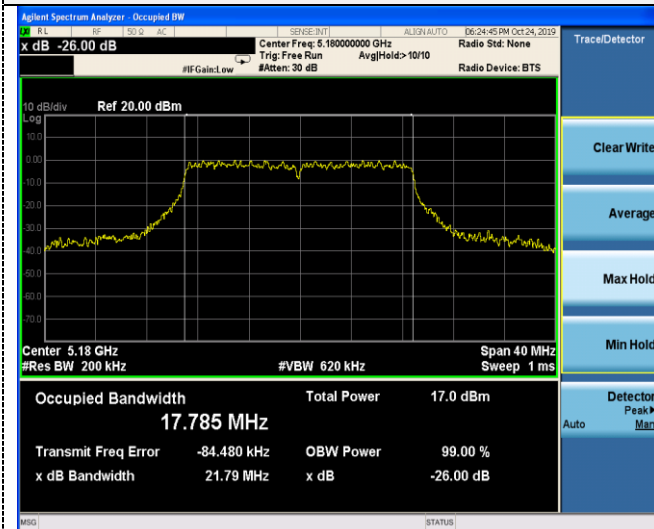 Agilent Spectrum Analyzer - Occupied BW
RL RF 50 Ω AC SENSE:INT ALIGN AUTO 06:24:45 PM Oct 24, 2019
x dB -26.00 dB Center Freq: 5.180000000 GHz Radio Std: None Trace/Detector
Trig: Free Run Avg|Hold:> 10/10
#IFGain:Low #Atten: 30 dB Radio Device: BTS
10 dB/div Ref 20.00 dBm
Log
10.0
0.00
-10.0
-20.0
-30.0
-40.0
-50.0
-60.0
-70.0
Clear Write
Average
Max Hold
Min Hold
Center 5.18 GHz Span 40 MHz
#Res BW 200 kHz #VBW 620 kHz Sweep 1 ms
Occupied Bandwidth Total Power 17.0 dBm
17.785 MHz
Transmit Freq Error -84.480 kHz OBW Power 99.00 %
x dB Bandwidth 21.79 MHz x dB -26.00 dB
Detector
Peak
Auto Man
MSG STATUS